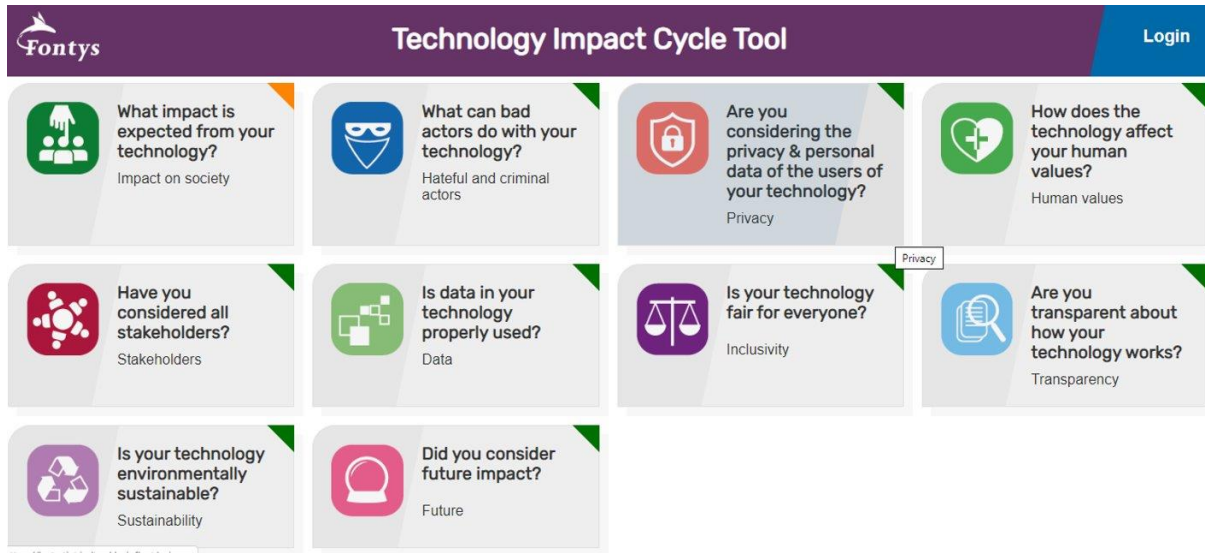 Fontys
Technology Impact Cycle Tool
Login
What impact is
expected from your
technology?
Impact on society
What can bad
actors do with your
technology?
Hateful and criminal
actors
Are you
considering the
privacy & personal
data of the users of
your technology?
Privacy
How does the
technology affect
your human
values?
Human values
Privacy
Have you
considered all
stakeholders?
Stakeholders
Is data in your
technology
properly used?
Data
Is your technology
fair for everyone?
Inclusivity
Are you
transparent about
how your
technology works?
Transparency
Is your technology
environmentally
sustainable?
Sustainability
Did you consider
future impact?
Future